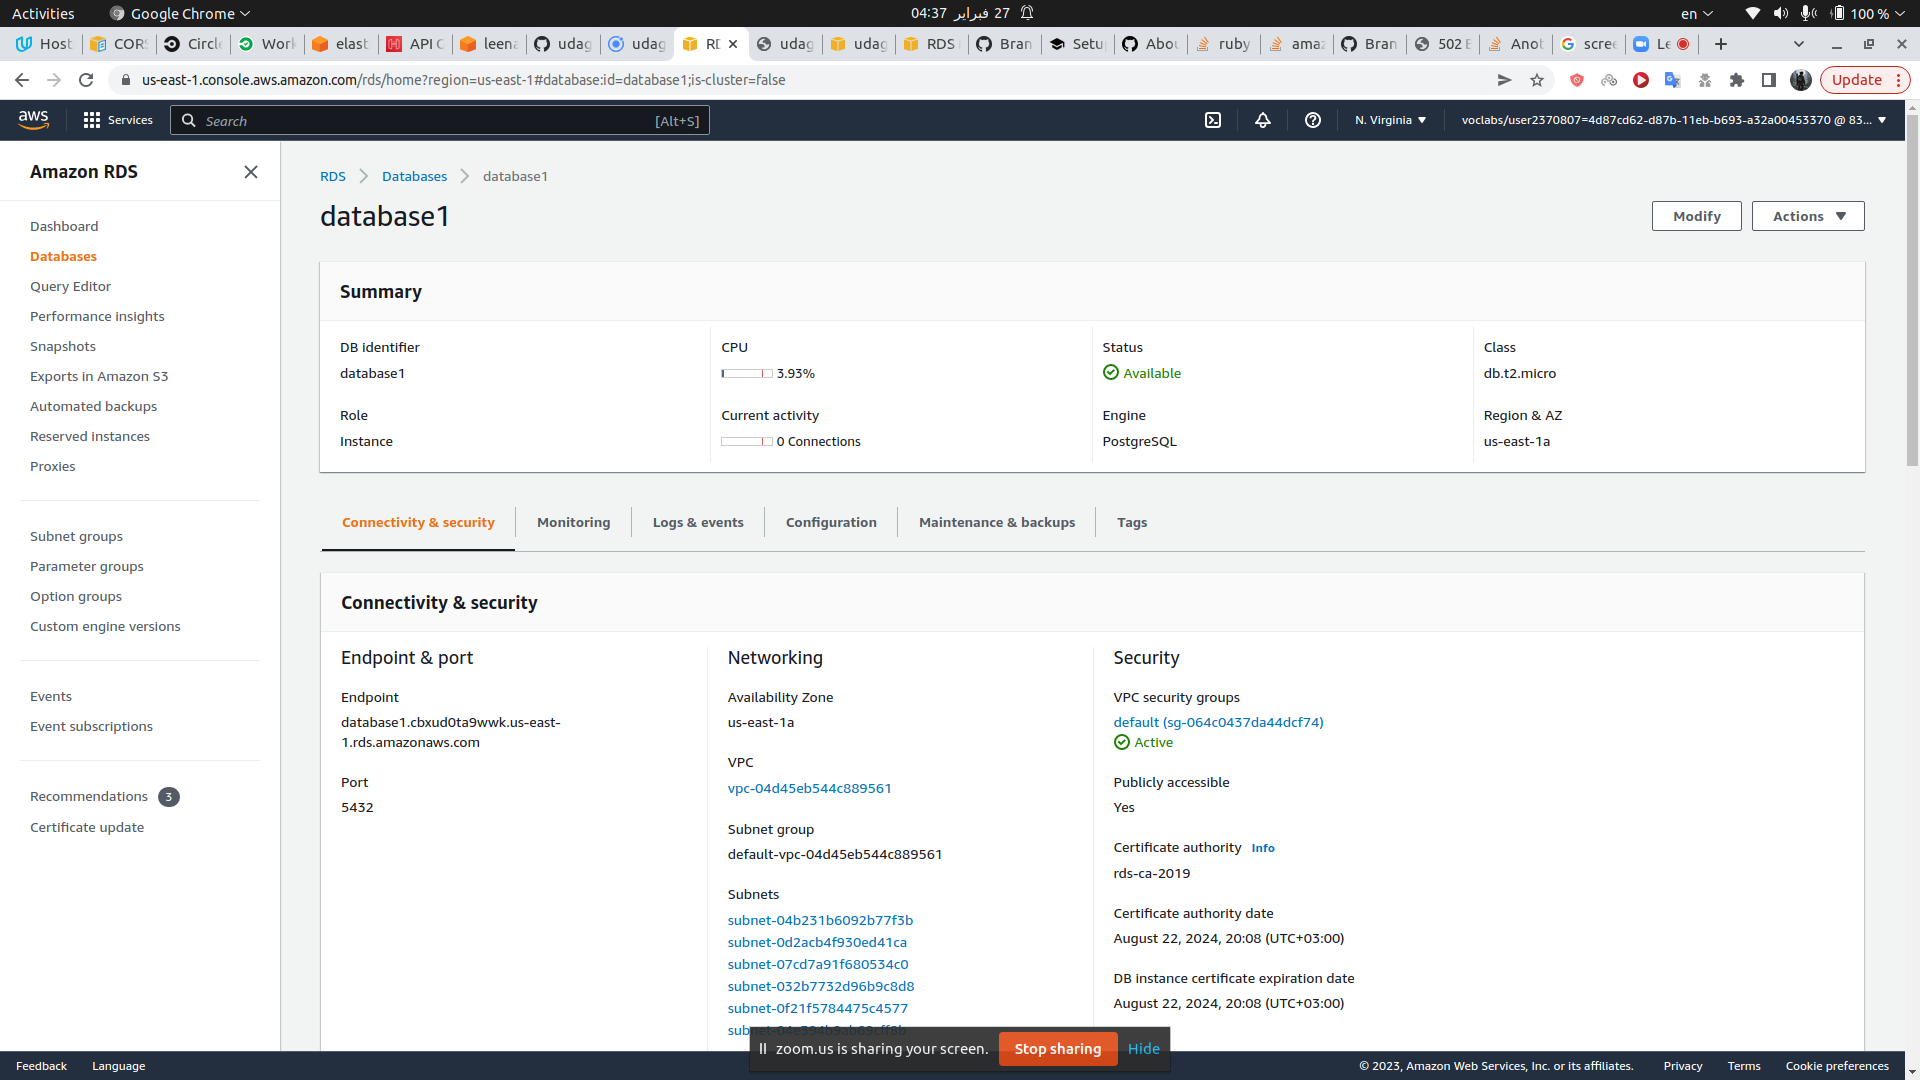 Activities
Google Chrome
27 فبراير 04:37
en
100 %
Host
CORS
Circle
Work
elast
API C
leena
udag
udag
RD
udag
udag
RDS
Bran
Setu
Abou
ruby
amaz
Bran
502 E
Anot
scree
Le
us-east-1.console.aws.amazon.com/rds/home?region=us-east-1#database:id=database1;is-cluster=false
Update
aws
Services
Search
[Alt+S]
N. Virginia
voclabs/user2370807=4d87cd62-d87b-11eb-b693-a32a00453370 @ 83...
Amazon RDS
Dashboard
Databases
Query Editor
Performance insights
Snapshots
Exports in Amazon S3
Automated backups
Reserved instances
Proxies
Subnet groups
Parameter groups
Option groups
Custom engine versions
Events
Event subscriptions
Recommendations 3
Certificate update
RDS
Databases
database1
database1
Modify
Actions
Summary
DB identifier
database1
CPU
3.93%
Status
Available
Class
db.t2.micro
Role
Instance
Current activity
0 Connections
Engine
PostgreSQL
Region & AZ
us-east-1a
Connectivity & security
Monitoring
Logs & events
Configuration
Maintenance & backups
Tags
Connectivity & security
Endpoint & port
Endpoint
database1.cbxud0ta9wwk.us-east-
1.rds.amazonaws.com
Port
5432
Networking
Availability Zone
us-east-1a
VPC
vpc-04d45eb544c889561
Subnet group
default-vpc-04d45eb544c889561
Subnets
subnet-04b231b6092b77f3b
subnet-0d2acb4f930ed41ca
subnet-07cd7a91f680534c0
subnet-032b7732d96b9c8d8
subnet-0f21f5784475c4577
Security
VPC security groups
default (sg-064c0437da44dcf74)
Active
Publicly accessible
Yes
Certificate authority
Info
rds-ca-2019
Certificate authority date
August 22, 2024, 20:08 (UTC+03:00)
DB instance certificate expiration date
August 22, 2024, 20:08 (UTC+03:00)
zoom.us is sharing your screen.
Stop sharing
Hide
Feedback
Language
© 2023, Amazon Web Services, Inc. or its affiliates.
Privacy
Terms
Cookie preferences